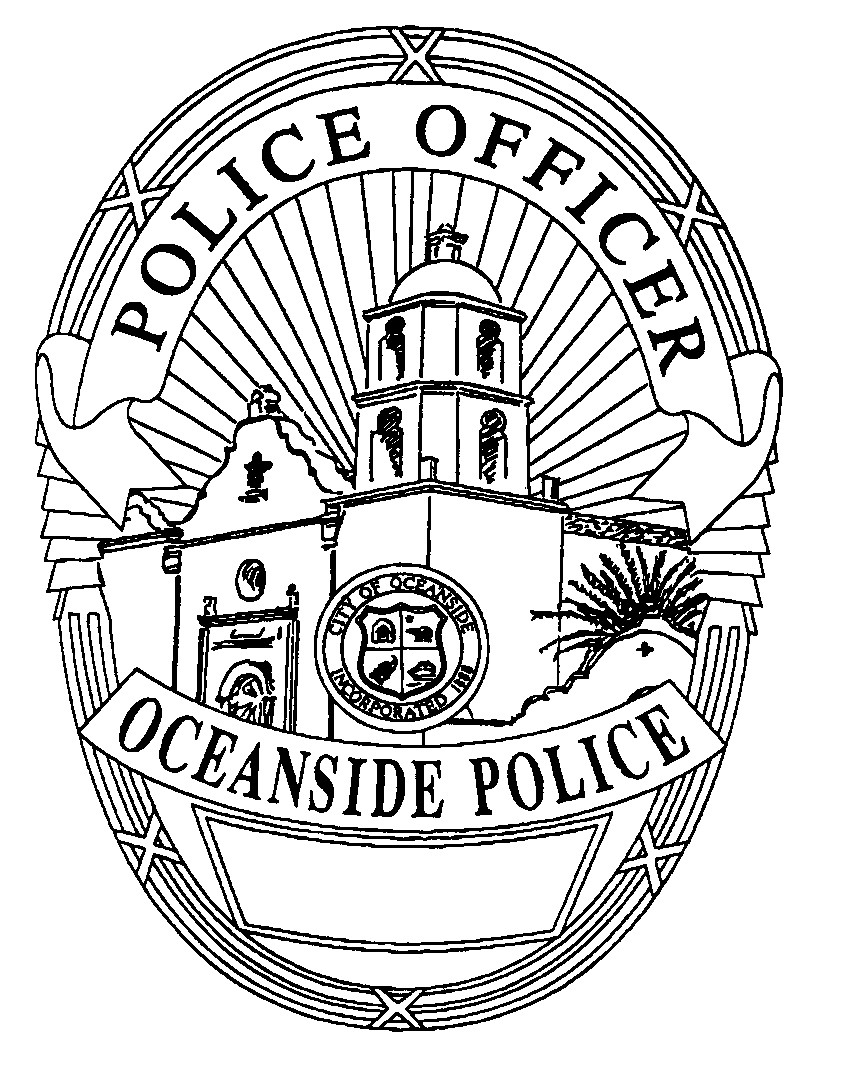 POLICE OFFICER
CITY OF OCEANSIDE
INCORPORATED 1888
OCEANSIDE POLICE